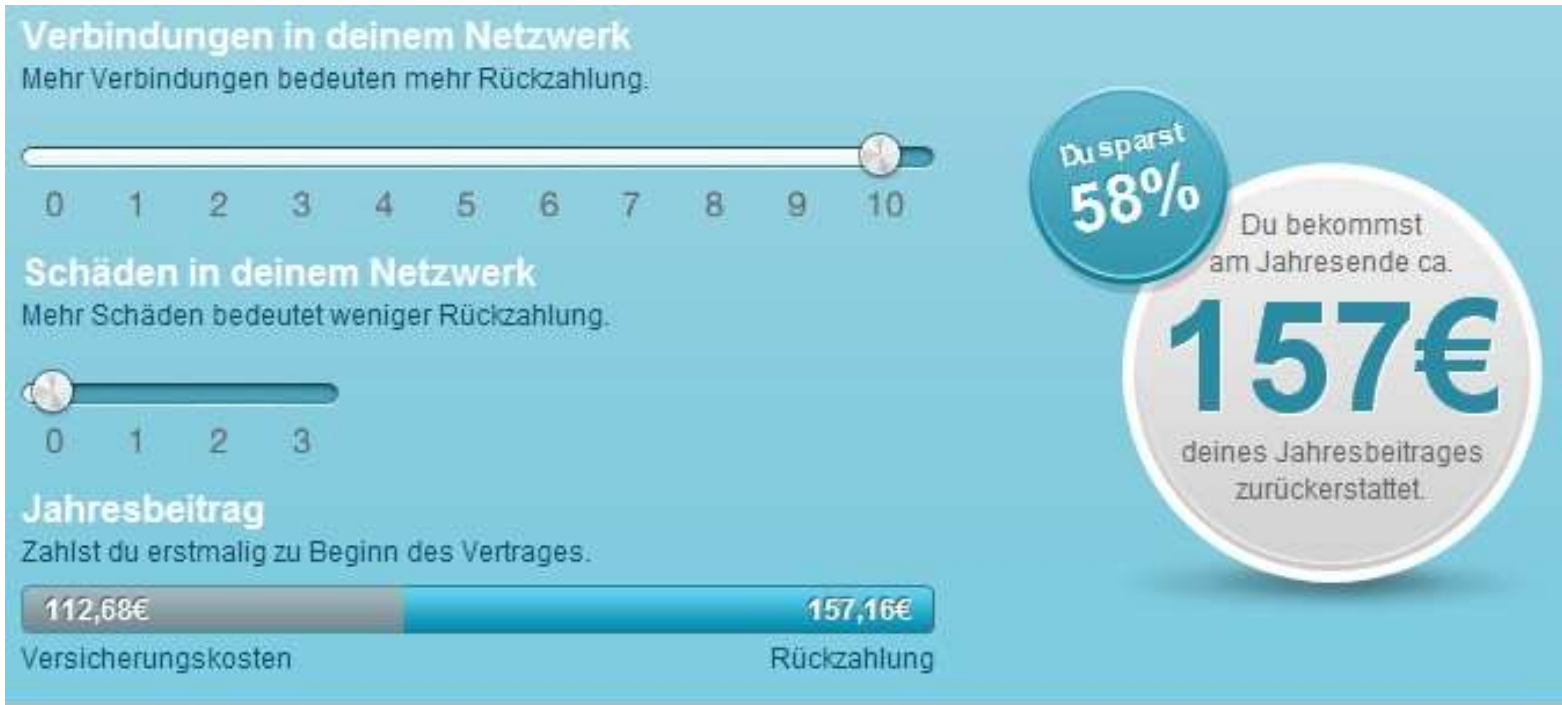 Verbindungen in deinem Netzwerk
Mehr Verbindungen bedeuten mehr Rückzahlung.
0 1 2 3 4 5 6 7 8 9 10
Schäden in deinem Netzwerk
Mehr Schäden bedeutet weniger Rückzahlung.
0 1 2 3
Jahresbeitrag
Zahlst du erstmalig zu Beginn des Vertrages.
112,68€ 157,16€
Versicherungskosten Rückzahlung
Du sparst
58%
Du bekommst
am Jahresende ca.
157€
deines Jahresbeitrages
zurückerstattet.